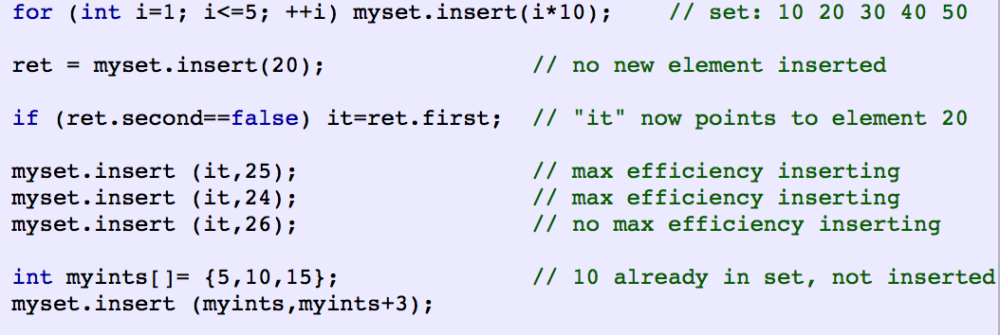 for (int i=1; i<=5; ++i) myset.insert(i*10);    // set: 10 20 30 40 50
ret = myset.insert(20);               // no new element inserted
if (ret.second==false) it=ret.first;  // "it" now points to element 20
myset.insert (it,25);                 // max efficiency inserting
myset.insert (it,24);                 // max efficiency inserting
myset.insert (it,26);                 // no max efficiency inserting
int myints[]= {5,10,15};              // 10 already in set, not inserted
myset.insert (myints,myints+3);